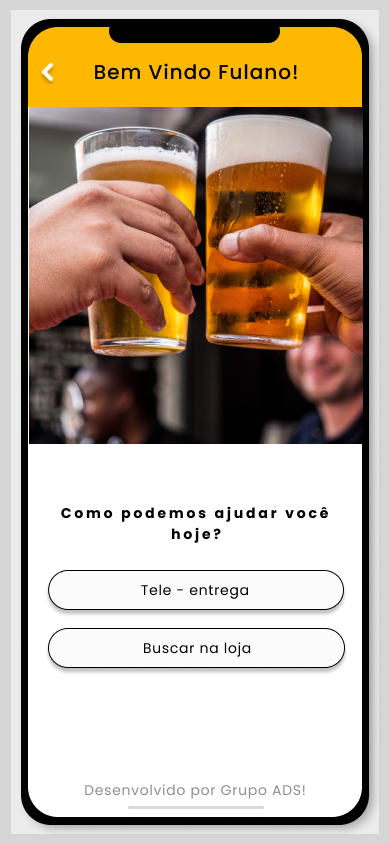 Bem Vindo Fulano!
Como podemos ajudar você
hoje?
Tele - entrega
Buscar na loja
Desenvolvido por Grupo ADS!